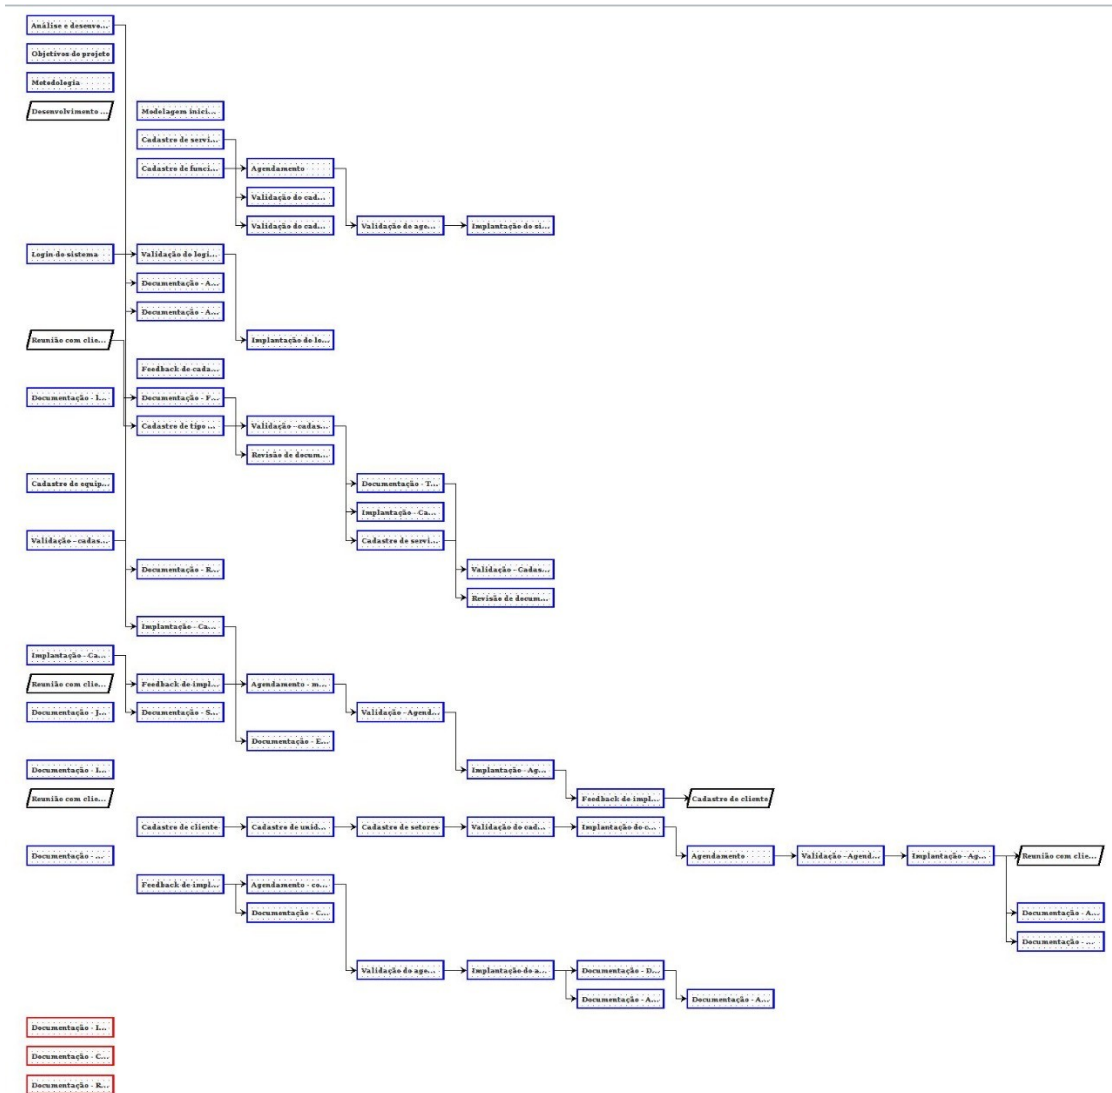 Análise e desenvo...
Objetivos do projeto
Metodologia
Desenvolvimento ...
Modelagem inici...
Cadastro de servi...
Cadastro de funci...
Agendamento
Validação do cad...
Validação do cad...
Validação de age...
Implantação do si...
Login do sistema
Validação do logi...
Documentação - A...
Documentação - A...
Reunião com clie...
Implantação do lo...
Feedback de cada...
Documentação - I...
Documentação - F...
Cadastro de tipo ...
Validação - cadas...
Revisão de docum...
Cadastro de equip...
Documentação - T...
Implantação - Ca...
Validação - cadas...
Cadastro de servi...
Documentação - R...
Validação - Cadas...
Revisão de docum...
Implantação - Ca...
Implantação - Ca...
Reunião com clie...
Feedback do impl...
Agendamento - m...
Documentação - J...
Documentação - S...
Validação - Agend...
Documentação - E...
Documentação - I...
Implantação - Ag...
Reunião com clie...
Feedback do impl...
Cadastro do cliente
Cadastro de cliente
Cadastro de unid...
Cadastro de setores
Validação do cad...
Implantação do c...
Documentação - ...
Agendamento
Validação - Agend...
Implantação - Ag...
Reunião com clie...
Feedback do impl...
Agendamento - co...
Documentação - C...
Documentação - A...
Documentação - ...
Validação do age...
Implantação do a...
Documentação - D...
Documentação - A...
Documentação - A...
Documentação - I...
Documentação - C...
Documentação - R...